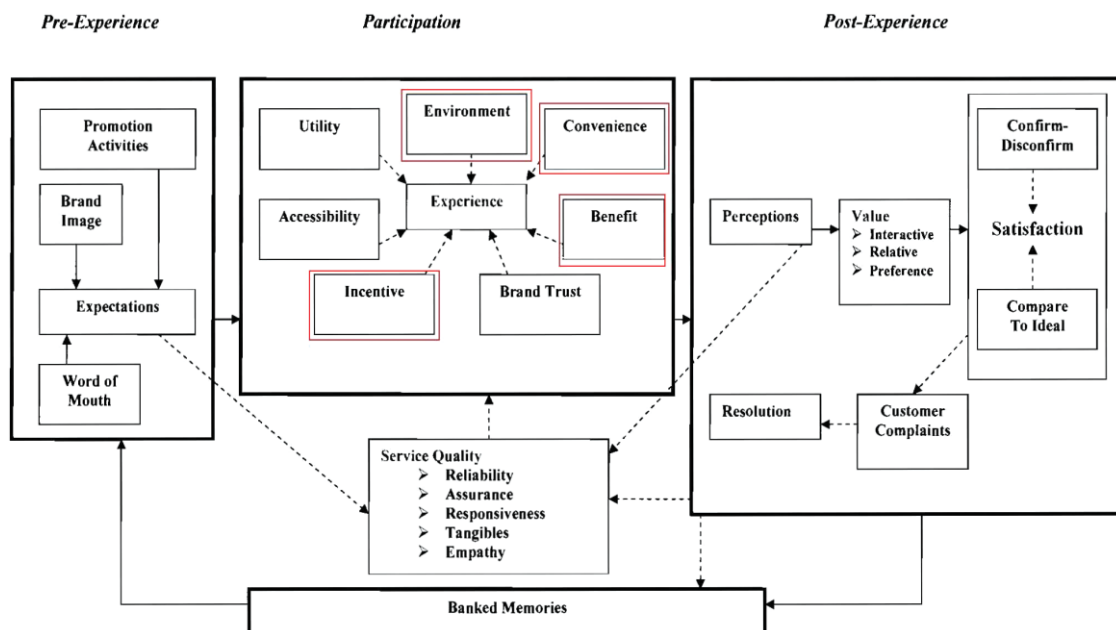 Pre-Experience
Participation
Post-Experience
Promotion
Activities
Brand
Image
Expectations
Word of
Mouth
Utility
Environment
Convenience
Accessibility
Experience
Benefit
Incentive
Brand Trust
Perceptions
Value
➢ Interactive
➢ Relative
➢ Preference
Confirm-
Disconfirm
Satisfaction
Compare
To Ideal
Resolution
Customer
Complaints
Service Quality
➢ Reliability
➢ Assurance
➢ Responsiveness
➢ Tangibles
➢ Empathy
Banked Memories